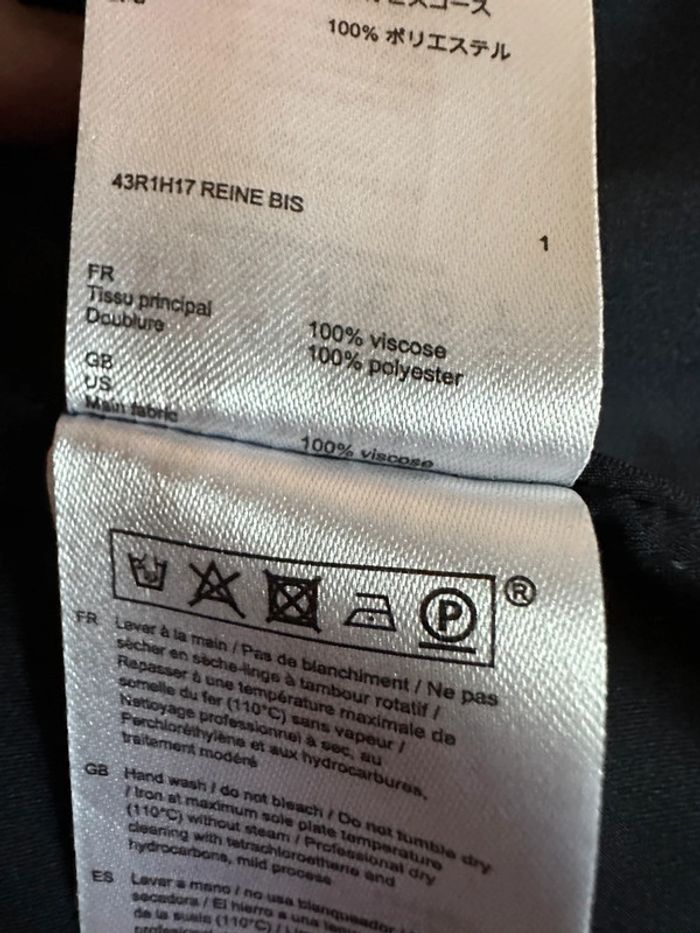 100% ポリエステル
43R1H17 REINE BIS
1
FR
Tissu principal
Doublure
100% viscose
100% polyester
GB
US
Main fabric
100% viscose
P
®
FR Laver à la main / Pas de blanchiment / Ne pas
sécher en sèche-linge à tambour rotatif /
Repasser à une température maximale de
semelle du fer (110°C) sans vapeur /
Nettoyage professionnel à sec, au
Perchloréthylène et aux hydrocarbures,
traitement modéré
GB Hand wash / do not bleach / Do not tumble dry
/ Iron at maximum sole plate temperature
(110°C) without steam / Professional dry
cleaning with tetrachloroethene and
hydrocarbons, mild process
ES Lavar a mano / no usa blanqueador
secadora / El hierro a una
de la suela (110°C) /